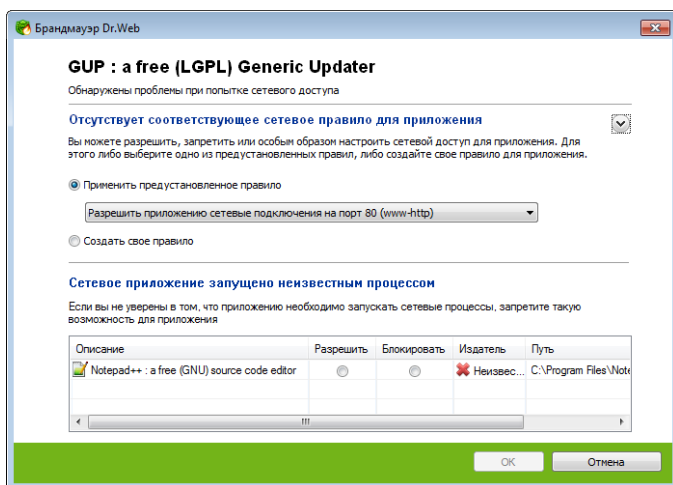 Брандмауэр Dr.Web
GUP : a free (LGPL) Generic Updater
Обнаружены проблемы при попытке сетевого доступа
Отсутствует соответствующее сетевое правило для приложения
Вы можете разрешить, запретить или особым образом настроить сетевой доступ для приложения. Для
этого либо выберите одно из предустановленных правил, либо создайте свое правило для приложения.
Применить предустановленное правило
Разрешить приложению сетевые подключения на порт 80 (www-http)
Создать свое правило
Сетевое приложение запущено неизвестным процессом
Если вы не уверены в том, что приложению необходимо запускать сетевые процессы, запретите такую
возможность для приложения
Описание Разрешить Блокировать Издатель Путь
Notepad++ : a free (GNU) source code editor Неизвес... C:\Program Files\Note
OK Отмена